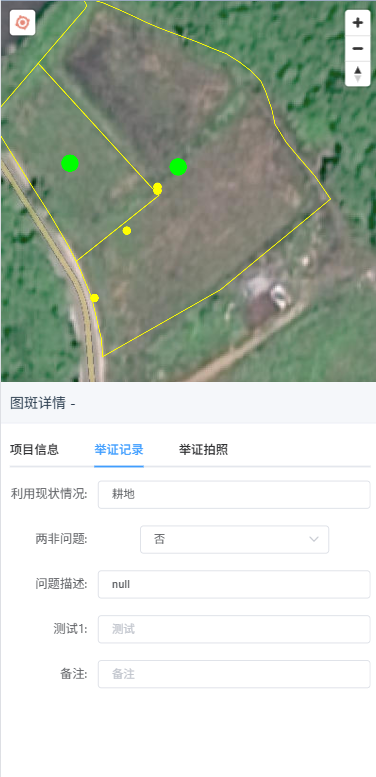 图斑详情 -
项目信息 举证记录 举证拍照
利用现状情况: 耕地
两非问题: 否
问题描述: null
测试1: 测试
备注: 备注